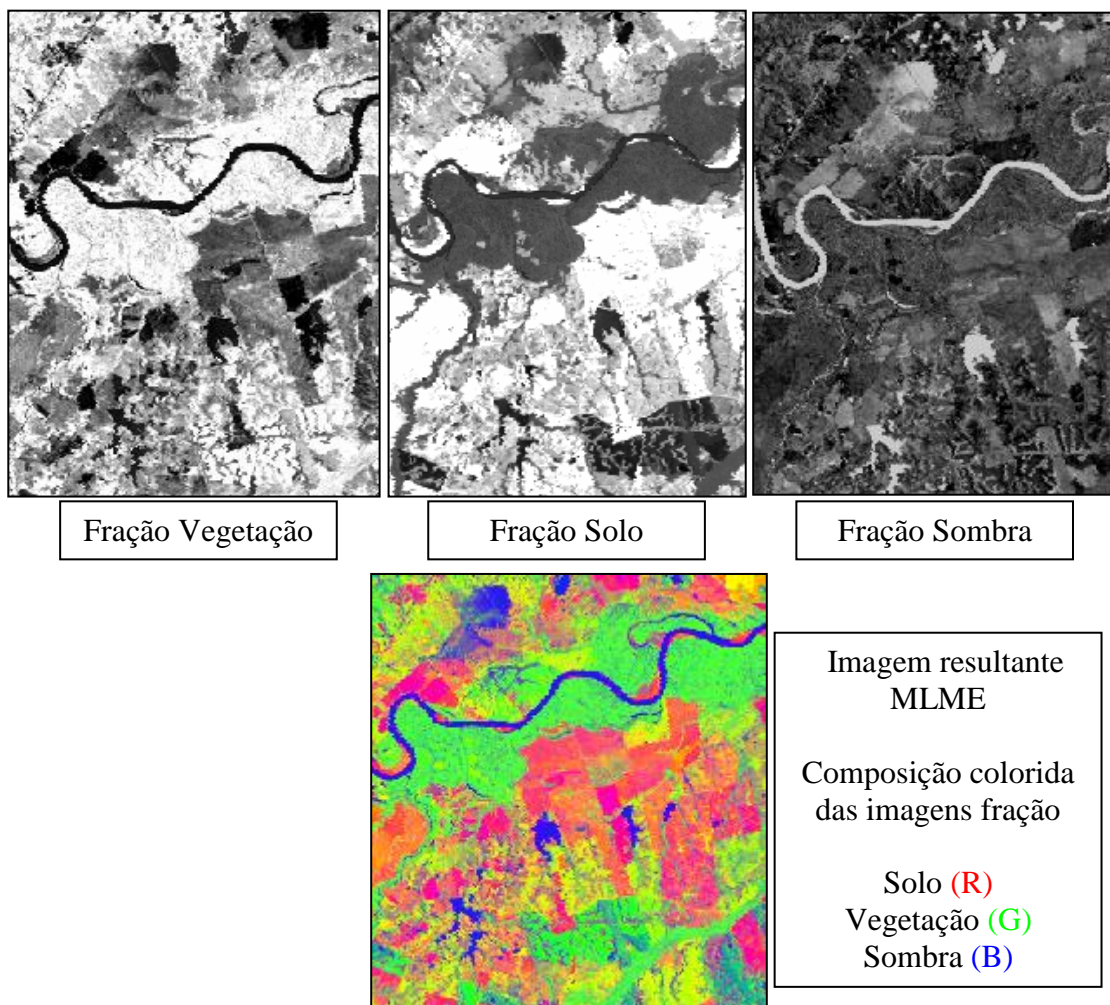 Fração Vegetação
Fração Solo
Fração Sombra
Imagem resultante
MLME
Composição colorida
das imagens fração
Solo (R)
Vegetação (G)
Sombra (B)